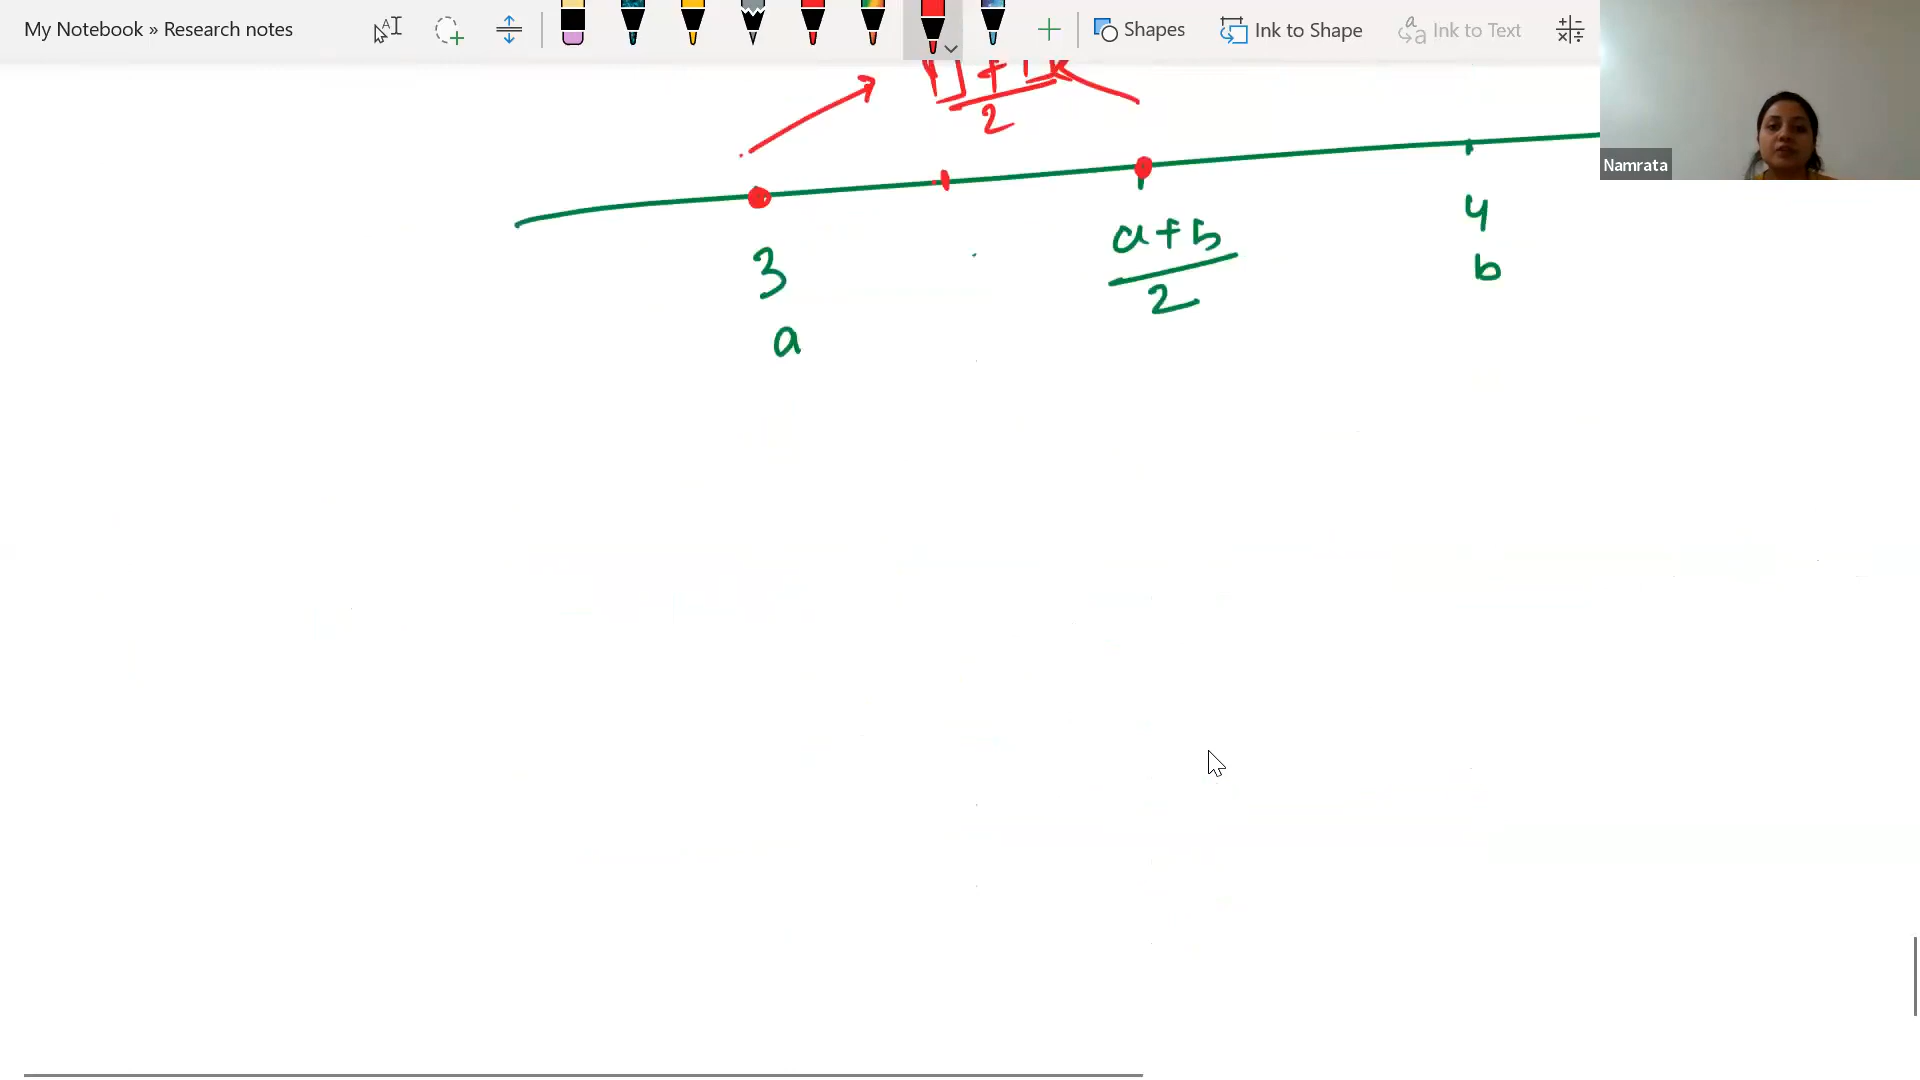 My Notebook » Research notes
Shapes
Ink to Shape
Ink to Text
Namrata
2
3
a
a+b
2
4
b